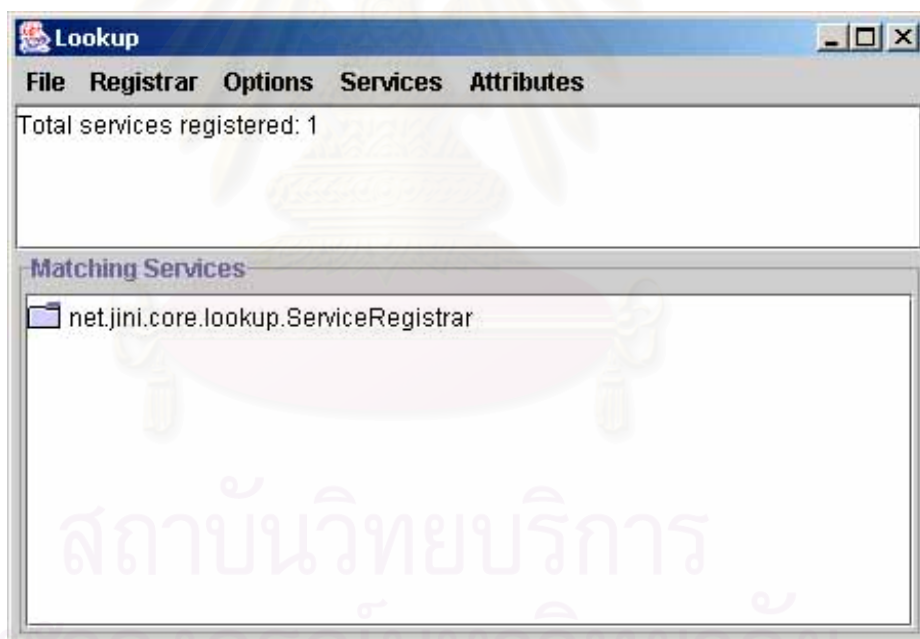 Lookup
File Registrar Options Services Attributes
Total services registered: 1
Matching Services
net.jini.core.lookup.ServiceRegistrar
สถาบันวิทยบริการ